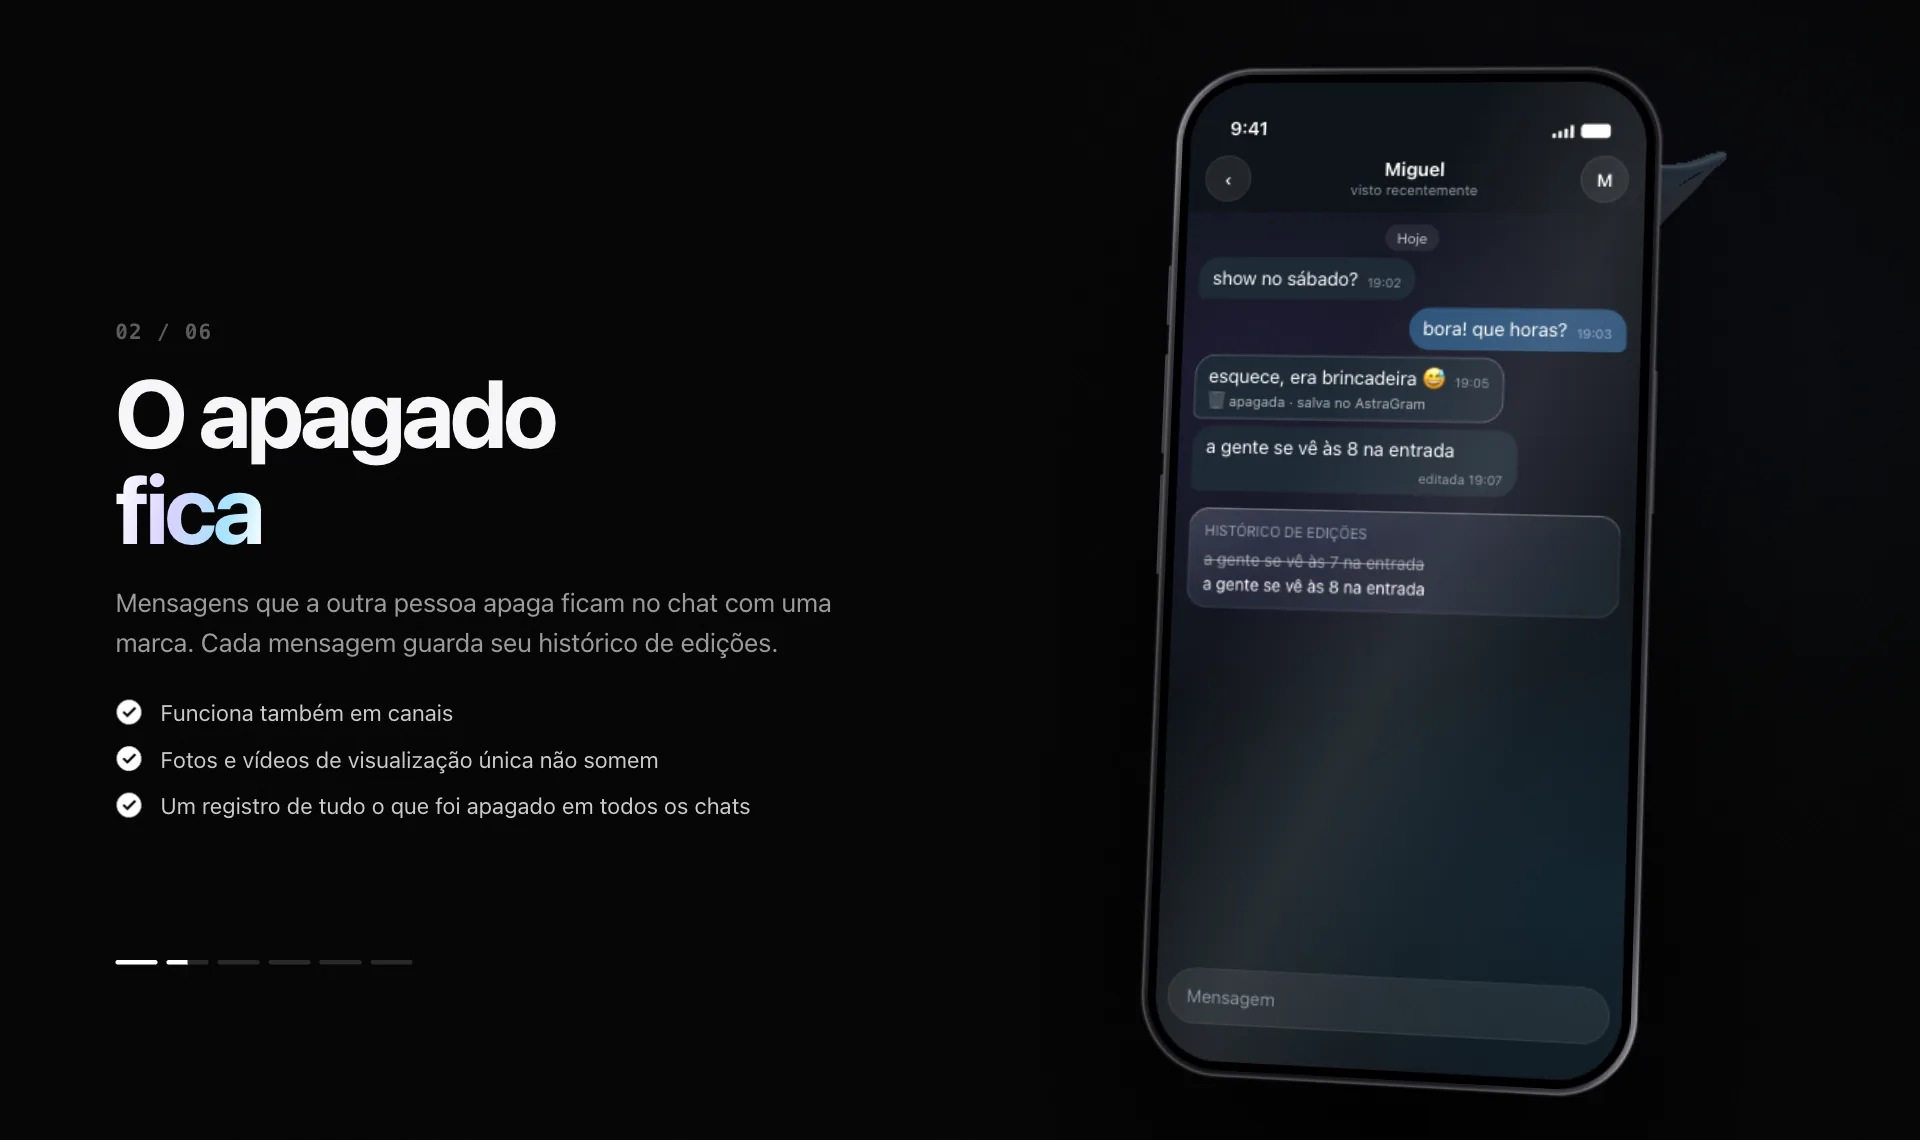 02 / 06
O apagado
fica
Mensagens que a outra pessoa apaga ficam no chat com uma
marca. Cada mensagem guarda seu histórico de edições.
Funciona também em canais
Fotos e vídeos de visualização única não somem
Um registro de tudo o que foi apagado em todos os chats
9:41
‹
Miguel
M
visto recentemente
Hoje
show no sábado? 19:02
bora! que horas? 19:03
esquece, era brincadeira 😅 19:05
🗑 apagada · salva no AstraGram
a gente se vê às 8 na entrada
editada 19:07
HISTÓRICO DE EDIÇÕES
a gente se vê às 7 na entrada
a gente se vê às 8 na entrada
Mensagem